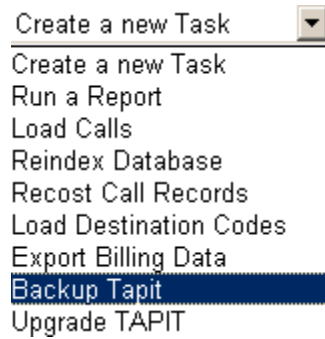 Create a new Task
Create a new Task
Run a Report
Load Calls
Reindex Database
Recost Call Records
Load Destination Codes
Export Billing Data
Backup Tapit
Upgrade TAPIT